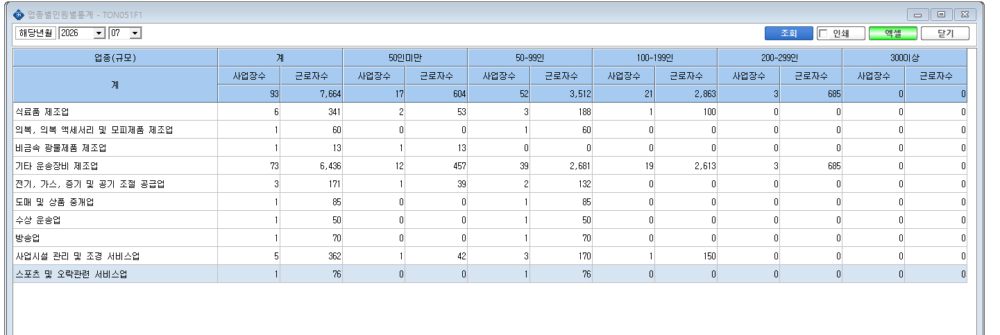 업종별인원별통계 - TON051F1
해당년월 2026 07 조회 인쇄 엑셀 닫기
업종(규모) 계 50인미만 50~99인 100~199인 200~299인 300이상
계 사업장수 근로자수 사업장수 근로자수 사업장수 근로자수 사업장수 근로자수 사업장수 근로자수 사업장수 근로자수
93 7,664 17 604 52 3,512 21 2,863 3 685 0 0
식료품 제조업 6 341 2 53 3 188 1 100 0 0 0 0
의복, 의복 액세서리 및 모피제품 제조업 1 60 0 0 1 60 0 0 0 0 0 0
비금속 광물제품 제조업 1 13 1 13 0 0 0 0 0 0 0 0
기타 운송장비 제조업 73 6,436 12 457 39 2,681 19 2,613 3 685 0 0
전기, 가스, 증기 및 공기 조절 공급업 3 171 1 39 2 132 0 0 0 0 0 0
도매 및 상품 중개업 1 85 0 0 1 85 0 0 0 0 0 0
수상 운송업 1 50 0 0 1 50 0 0 0 0 0 0
방송업 1 70 0 0 1 70 0 0 0 0 0 0
사업시설 관리 및 조경 서비스업 5 362 1 42 3 170 1 150 0 0 0 0
스포츠 및 오락관련 서비스업 1 76 0 0 1 76 0 0 0 0 0 0